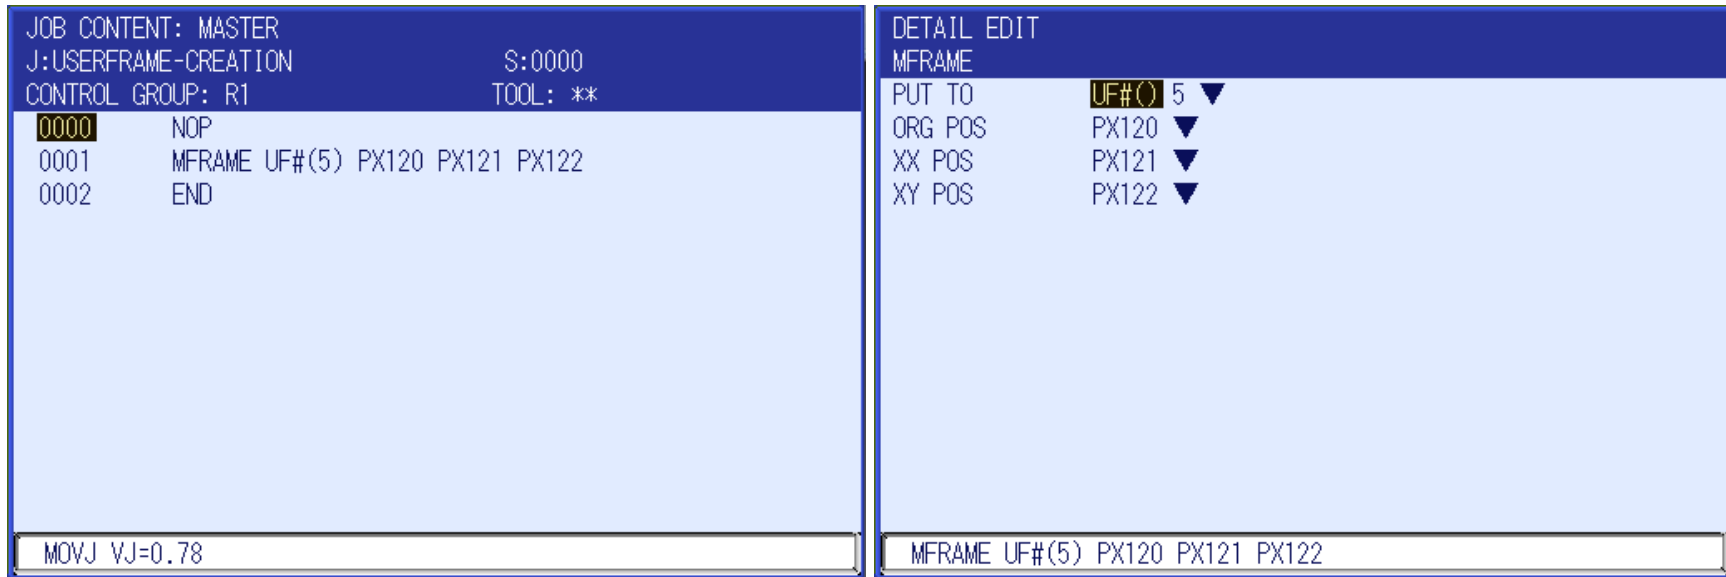 JOB CONTENT: MASTER
J:USERFRAME-CREATION S:0000
CONTROL GROUP: R1 TOOL: **
0000 NOP
0001 MFRAME UF#(5) PX120 PX121 PX122
0002 END
MOVJ VJ=0.78
DETAIL EDIT
MFRAME
PUT TO UF#() 5 ▼
ORG POS PX120 ▼
XX POS PX121 ▼
XY POS PX122 ▼
MFRAME UF#(5) PX120 PX121 PX122